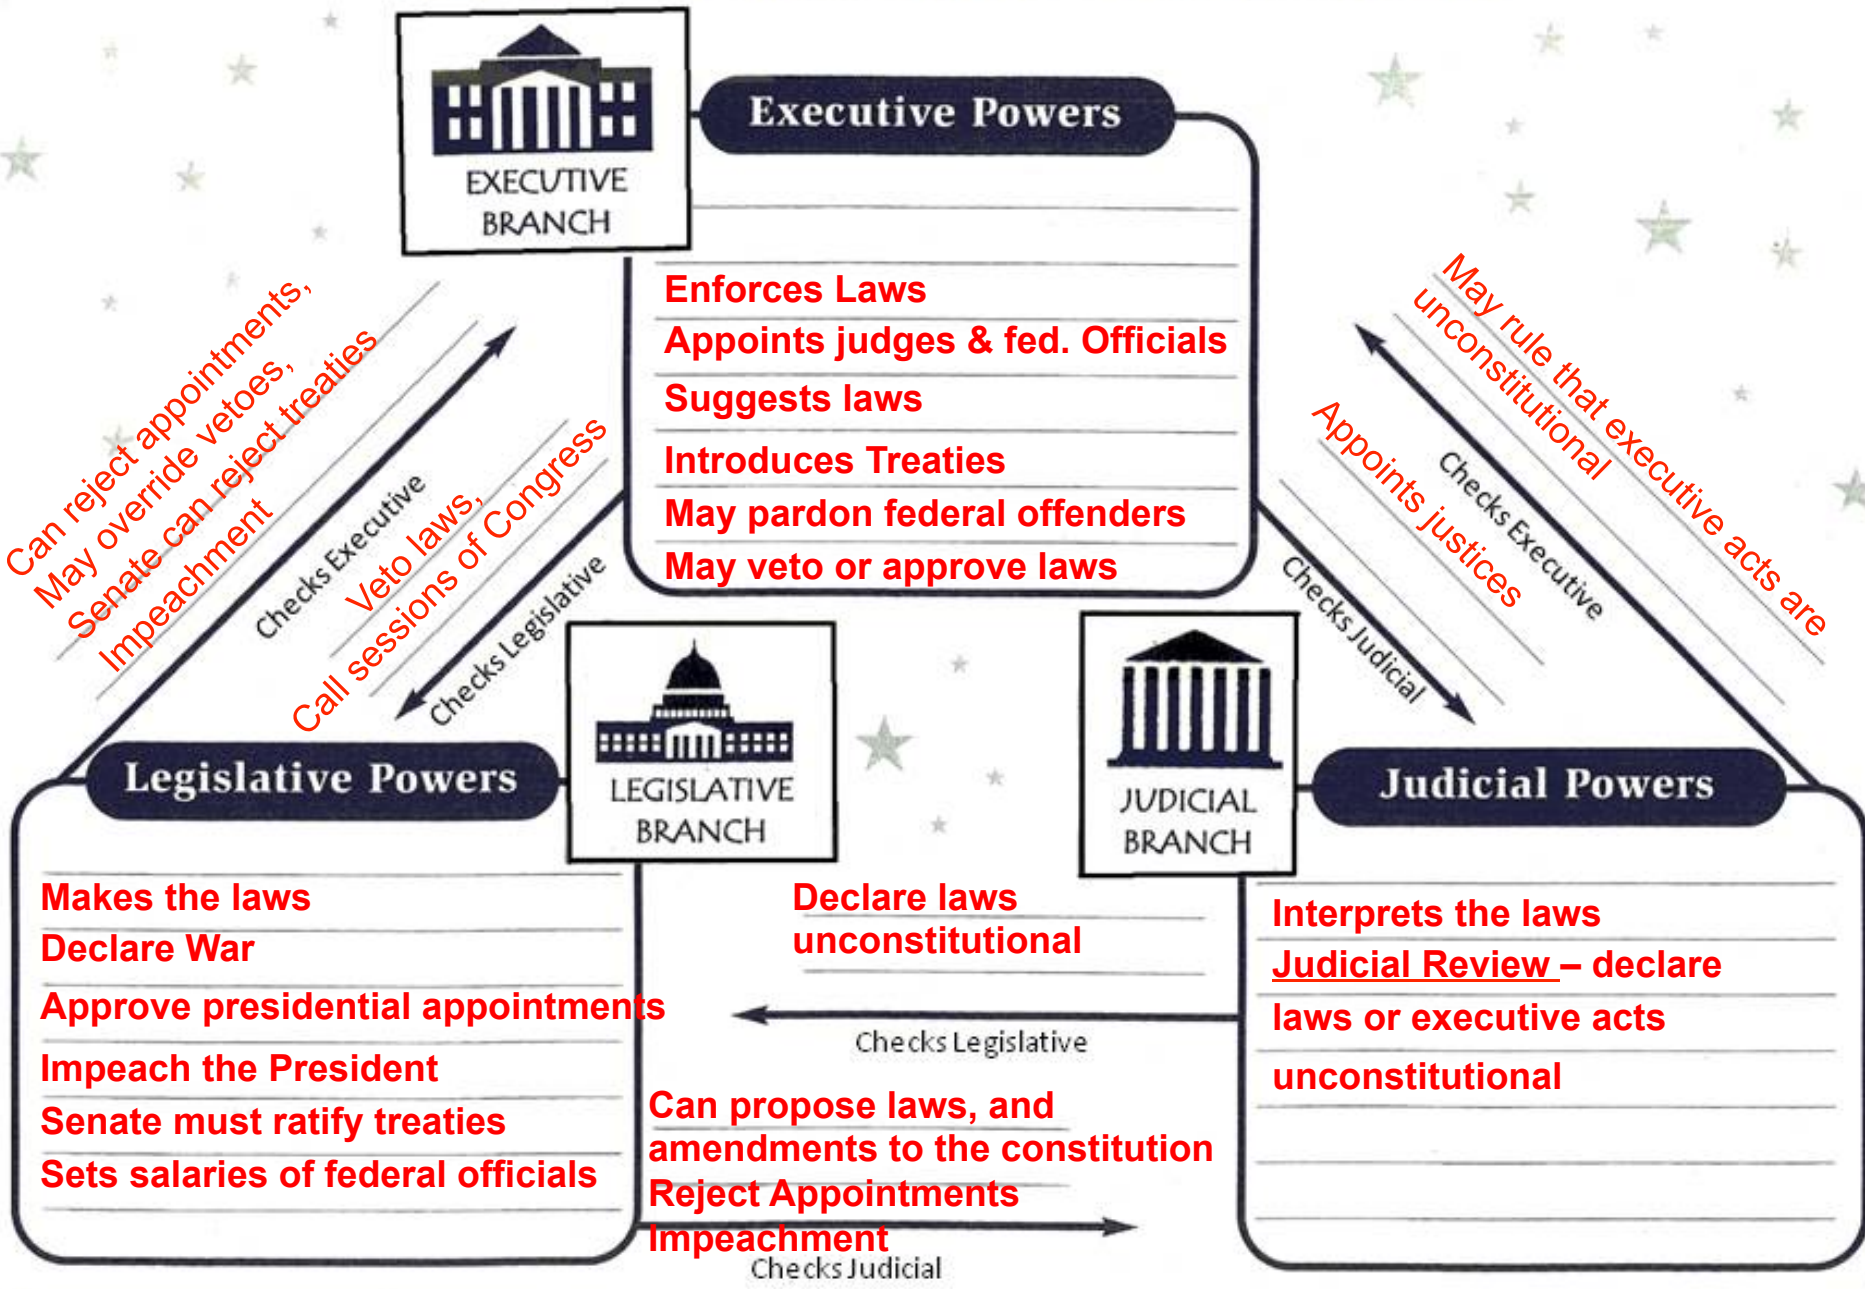 EXECUTIVE
BRANCH
Executive Powers
Enforces Laws
Appoints judges & fed. Officials
Suggests laws
Introduces Treaties
May pardon federal offenders
May veto or approve laws
Can reject appointments,
May override vetoes,
Senate can reject treaties
Impeachment
Checks Executive
Veto laws,
Call sessions of Congress
Checks Legislative
May rule that executive acts are
unconstitutional
Checks Executive
Appoints justices
Checks Judicial
Legislative Powers
LEGISLATIVE
BRANCH
Makes the laws
Declare War
Approve presidential appointments
Impeach the President
Senate must ratify treaties
Sets salaries of federal officials
JUDICIAL
BRANCH
Judicial Powers
Interprets the laws
Judicial Review – declare
laws or executive acts
unconstitutional
Declare laws
unconstitutional
Checks Legislative
Can propose laws, and
amendments to the constitution
Reject Appointments
Impeachment
Checks Judicial